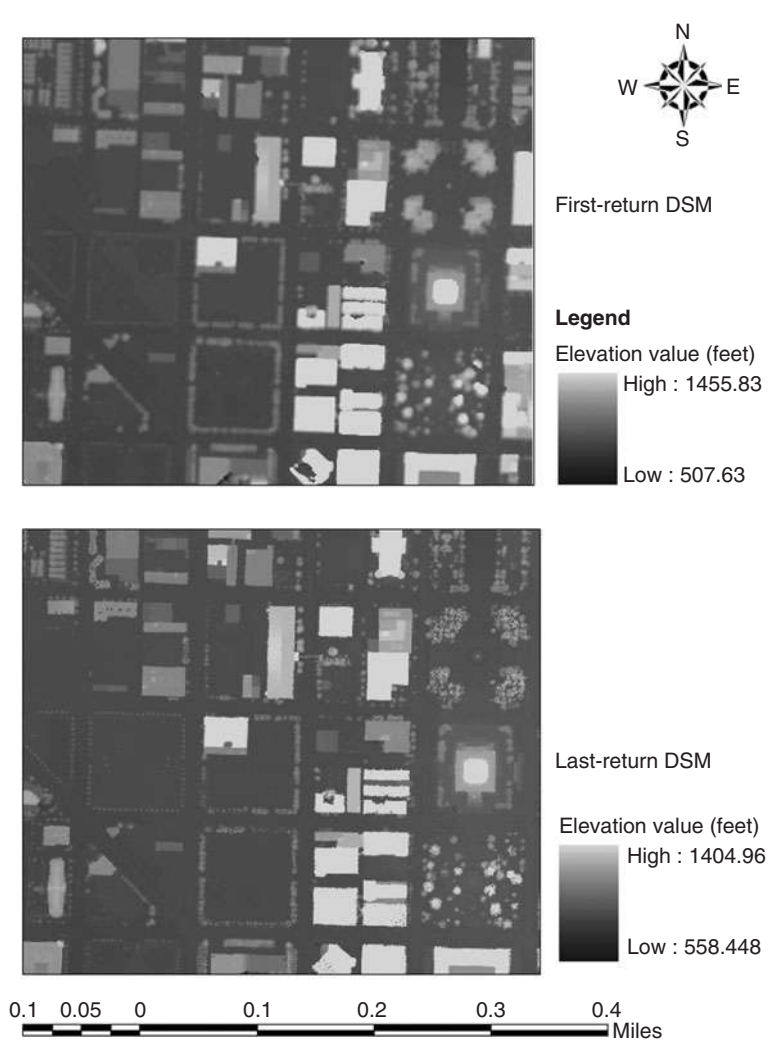 N
W E
S
First-return DSM
Legend
Elevation value (feet)
High : 1455.83
Low : 507.63
Last-return DSM
Elevation value (feet)
High : 1404.96
Low : 558.448
0.1 0.05 0 0.1 0.2 0.3 0.4
Miles